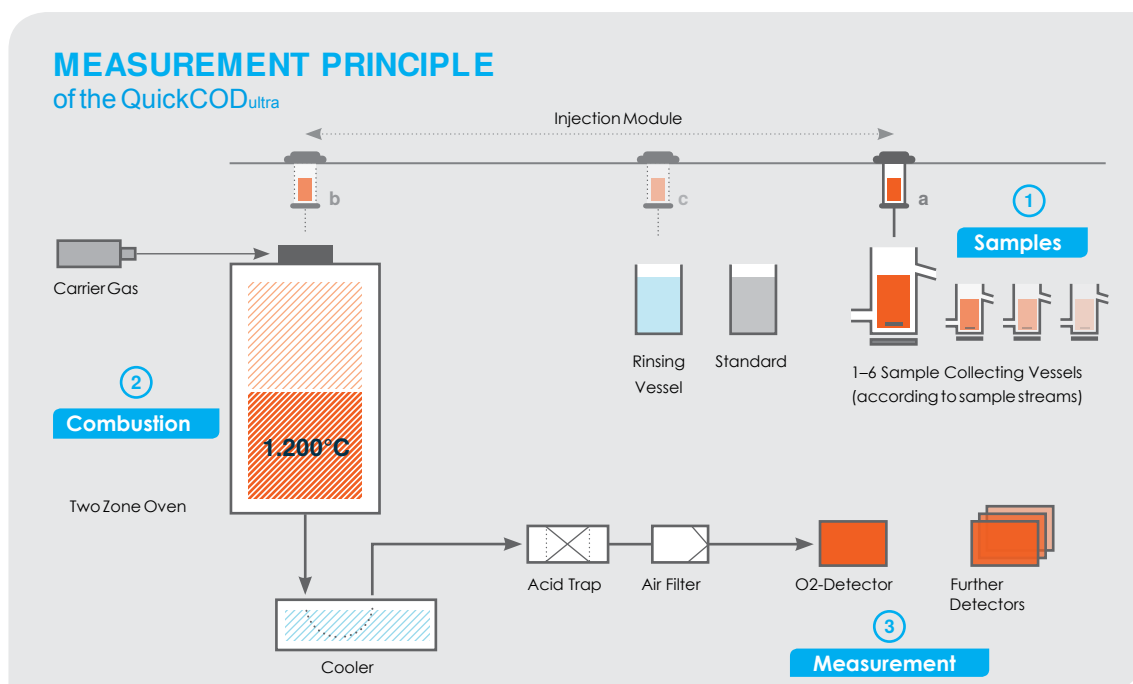 MEASUREMENT PRINCIPLE
of the QuickCODultra
Injection Module
b
c
a
1
Samples
Carrier Gas
Rinsing
Vessel
Standard
1–6 Sample Collecting Vessels
(according to sample streams)
2
Combustion
1.200°C
Two Zone Oven
Acid Trap
Air Filter
O2-Detector
Further
Detectors
Cooler
3
Measurement